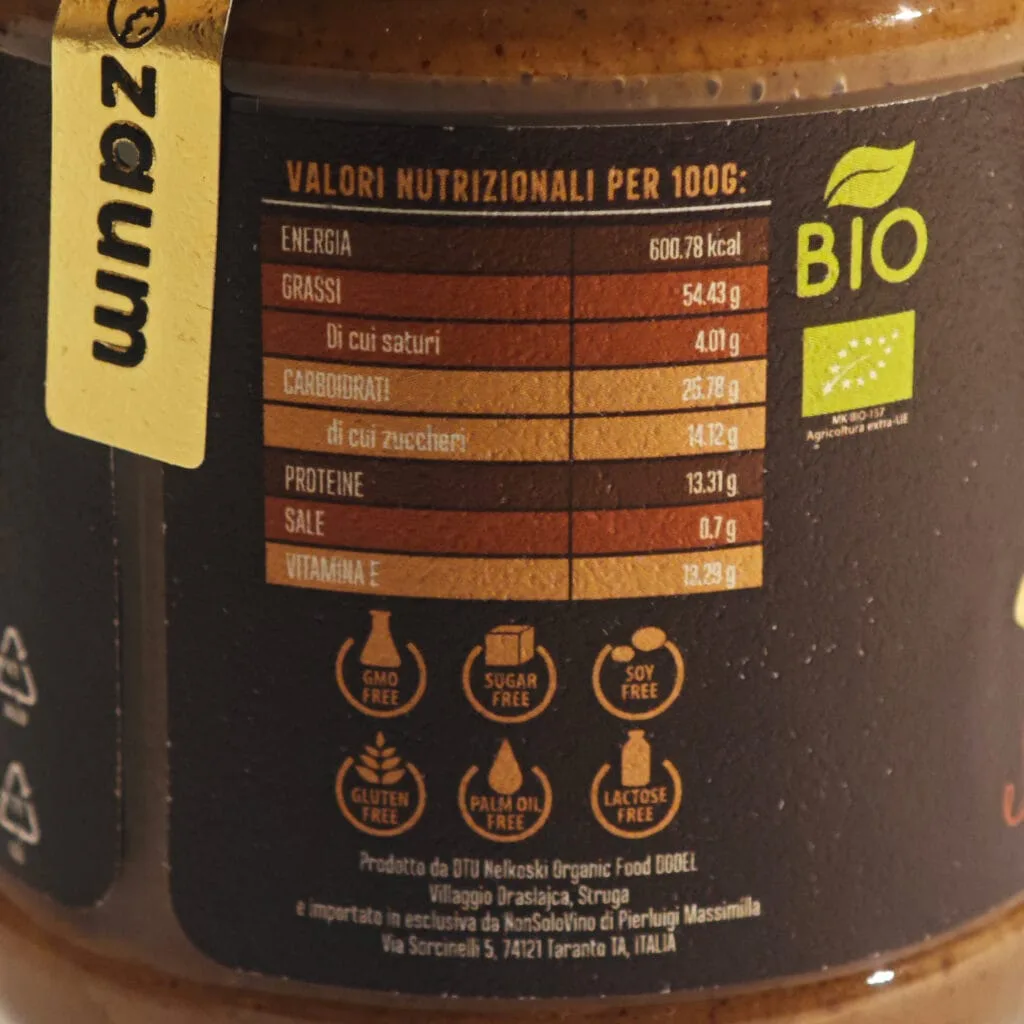 zaum
VALORI NUTRIZIONALI PER 100G:
ENERGIA 600.78 kcal
GRASSI 54.43 g
Di cui saturi 4.01 g
CARBOIDRATI 26.78 g
di cui zuccheri 14.12 g
PROTEINE 13.31 g
SALE 0.7 g
VITAMINA E 13.29 g
BIO
MK BIO-157
Agricoltura extra-UE
GMO
FREE
SUGAR
FREE
SOY
FREE
GLUTEN
FREE
PALM OIL
FREE
LACTOSE
FREE
Prodotto da DTU Nelkoski Organic Food DOOEL
Villaggio Draslajca, Struga
e importato in esclusiva da NonSoloVino di Pierluigi Massimilla
Via Sorcinelli 5, 74121 Taranto TA, ITALIA